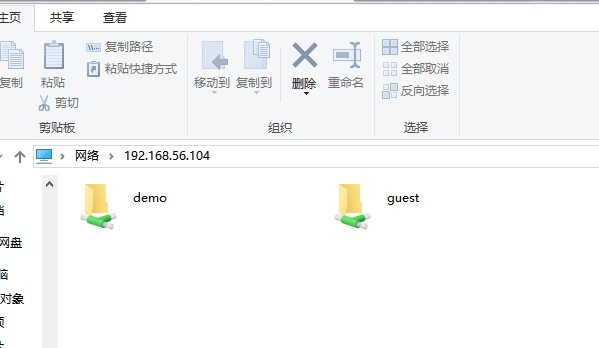 主页 共享 查看
复制 粘贴 复制路径 粘贴快捷方式 剪切
移动到 复制到 删除 重命名
全部选择 全部取消 反向选择
剪贴板 组织 选择
网络 192.168.56.104
demo guest
网盘
对象